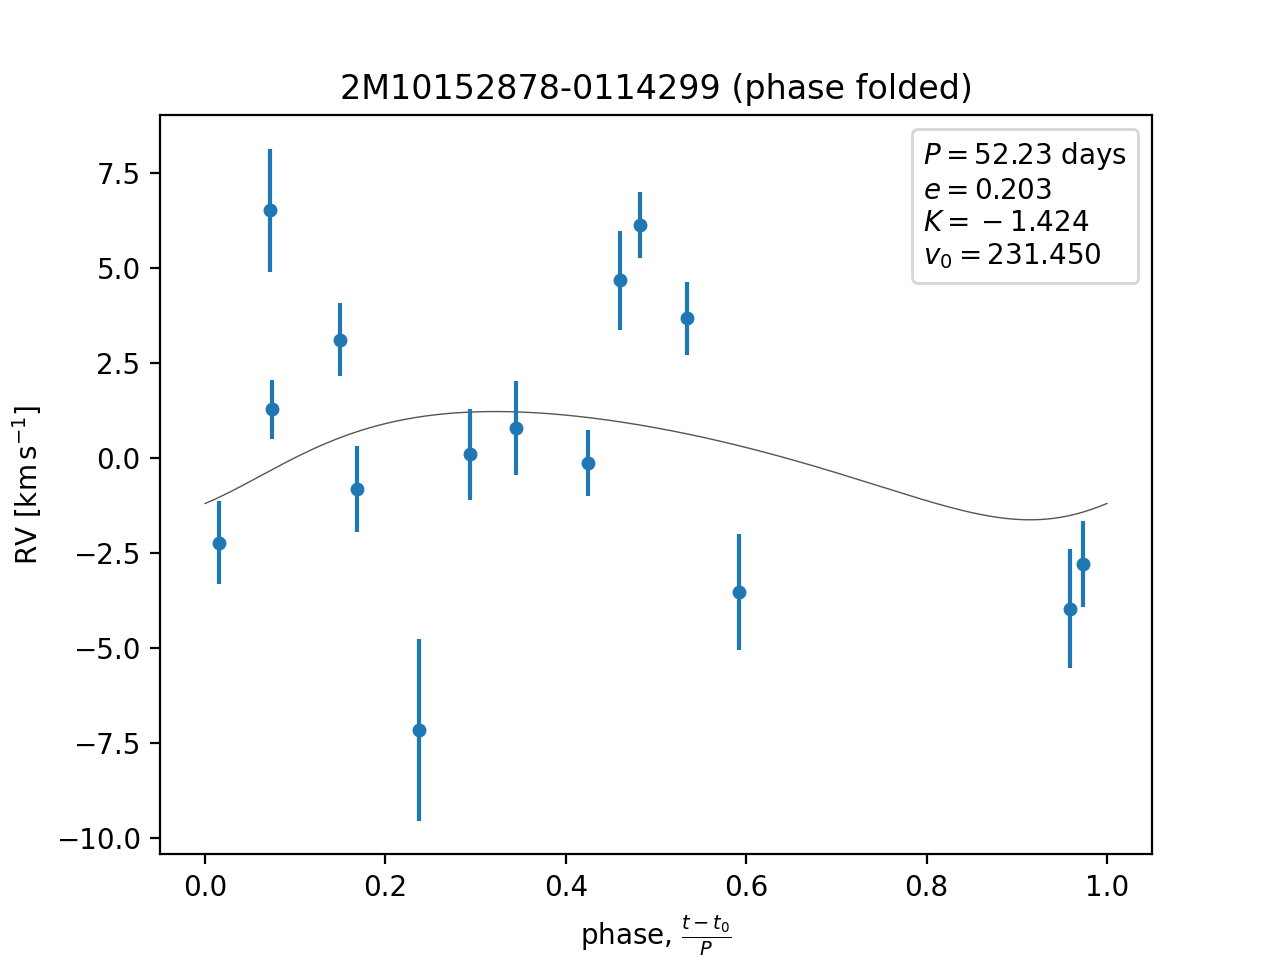 2M10152878-0114299 (phase folded)
P = 52.23 days
e = 0.203
K = −1.424
v₀ = 231.450
7.5
5.0
2.5
0.0
−2.5
−5.0
−7.5
−10.0
RV [km s⁻¹]
0.0 0.2 0.4 0.6 0.8 1.0
phase, (t − t₀)/P